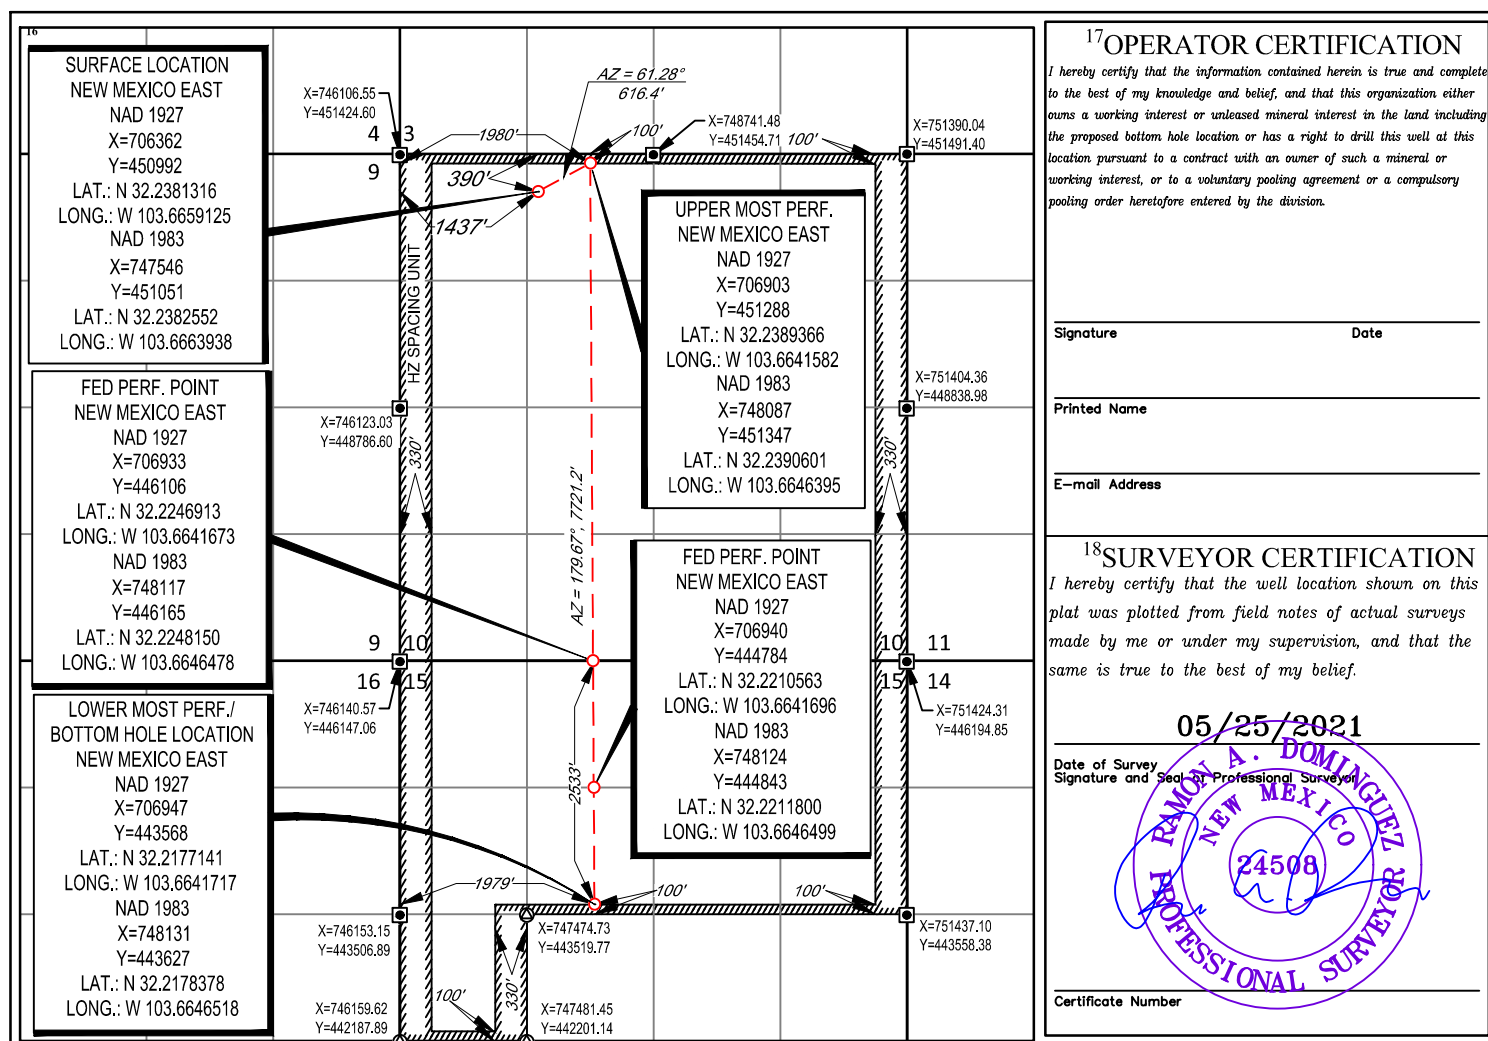 16
SURFACE LOCATION
NEW MEXICO EAST
NAD 1927
X=706362
Y=450992
LAT.: N 32.2381316
LONG.: W 103.6659125
NAD 1983
X=747546
Y=451051
LAT.: N 32.2382552
LONG.: W 103.6663938
FED PERF. POINT
NEW MEXICO EAST
NAD 1927
X=706933
Y=446106
LAT.: N 32.2246913
LONG.: W 103.6641673
NAD 1983
X=748117
Y=446165
LAT.: N 32.2248150
LONG.: W 103.6646478
LOWER MOST PERF./
BOTTOM HOLE LOCATION
NEW MEXICO EAST
NAD 1927
X=706947
Y=443568
LAT.: N 32.2177141
LONG.: W 103.6641717
NAD 1983
X=748131
Y=443627
LAT.: N 32.2178378
LONG.: W 103.6646518
X=746106.55
Y=451424.60
4 3
9
1980'
AZ = 61.28°
616.4'
100'
X=748741.48
Y=451454.71
100'
X=751390.04
Y=451491.40
390'
1437'
HZ SPACING UNIT
UPPER MOST PERF.
NEW MEXICO EAST
NAD 1927
X=706903
Y=451288
LAT.: N 32.2389366
LONG.: W 103.6641582
NAD 1983
X=748087
Y=451347
LAT.: N 32.2390601
LONG.: W 103.6646395
X=746123.03
Y=448786.60
330'
X=751404.36
Y=448838.98
330'
AZ = 179.67°, 7721.2'
FED PERF. POINT
NEW MEXICO EAST
NAD 1927
X=706940
Y=444784
LAT.: N 32.2210563
LONG.: W 103.6641696
NAD 1983
X=748124
Y=444843
LAT.: N 32.2211800
LONG.: W 103.6646499
9 10
16 15
X=746140.57
Y=446147.06
10 11
15 14
X=751424.31
Y=446194.85
2533'
1979'
100'
100'
X=746153.15
Y=443506.89
X=747474.73
Y=443519.77
X=751437.10
Y=443558.38
100'
330'
X=746159.62
Y=442187.89
X=747481.45
Y=442201.14
17OPERATOR CERTIFICATION
I hereby certify that the information contained herein is true and complete
to the best of my knowledge and belief, and that this organization either
owns a working interest or unleased mineral interest in the land including
the proposed bottom hole location or has a right to drill this well at this
location pursuant to a contract with an owner of such a mineral or
working interest, or to a voluntary pooling agreement or a compulsory
pooling order heretofore entered by the division.
Signature Date
Printed Name
E-mail Address
18SURVEYOR CERTIFICATION
I hereby certify that the well location shown on this
plat was plotted from field notes of actual surveys
made by me or under my supervision, and that the
same is true to the best of my belief.
05/25/2021
Date of Survey
Signature and Seal of Professional Surveyor
RAMON A. DOMINGUEZ
NEW MEXICO
24508
PROFESSIONAL SURVEYOR
Certificate Number